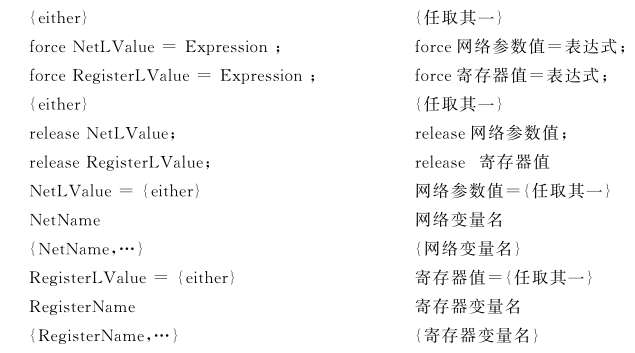 {either} {任取其一}
force NetLValue = Expression ; force 网络参数值=表达式;
force RegisterLValue = Expression ; force 寄存器值=表达式;
{either} {任取其一}
release NetLValue; release 网络参数值;
release RegisterLValue; release 寄存器值
NetLValue = {either} 网络参数值={任取其一}
NetName 网络变量名
{NetName,…} {网络变量名}
RegisterLValue = {either} 寄存器值={任取其一}
RegisterName 寄存器变量名
{RegisterName,…} {寄存器变量名}